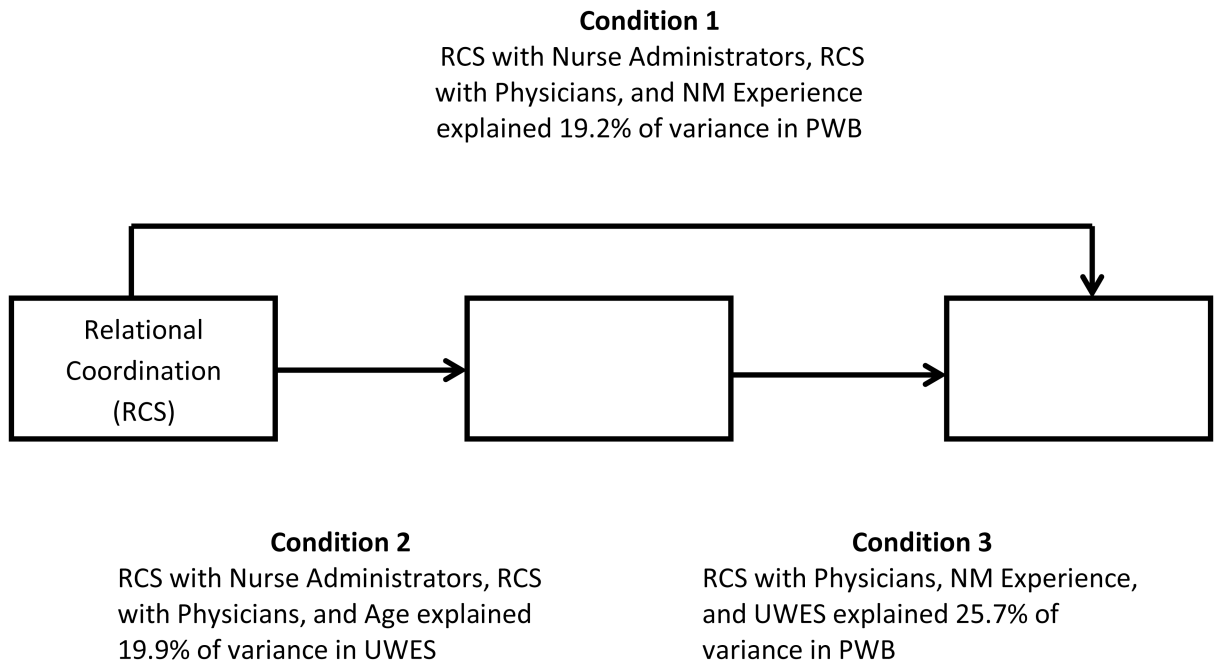 Condition 1
RCS with Nurse Administrators, RCS
with Physicians, and NM Experience
explained 19.2% of variance in PWB
Relational
Coordination
(RCS)
Condition 2
RCS with Nurse Administrators, RCS
with Physicians, and Age explained
19.9% of variance in UWES
Condition 3
RCS with Physicians, NM Experience,
and UWES explained 25.7% of
variance in PWB